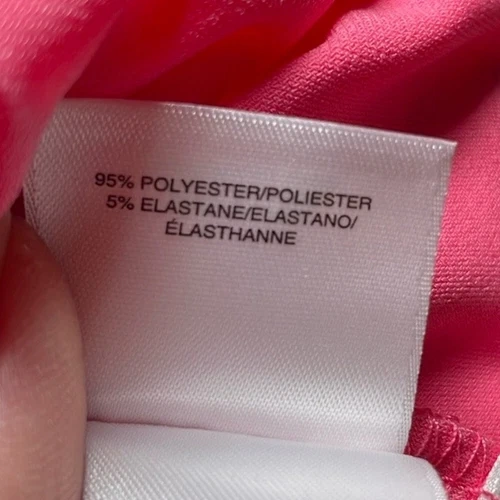 95% POLYESTER/POLIESTER
5% ELASTANE/ELASTANO/
ÉLASTHANNE